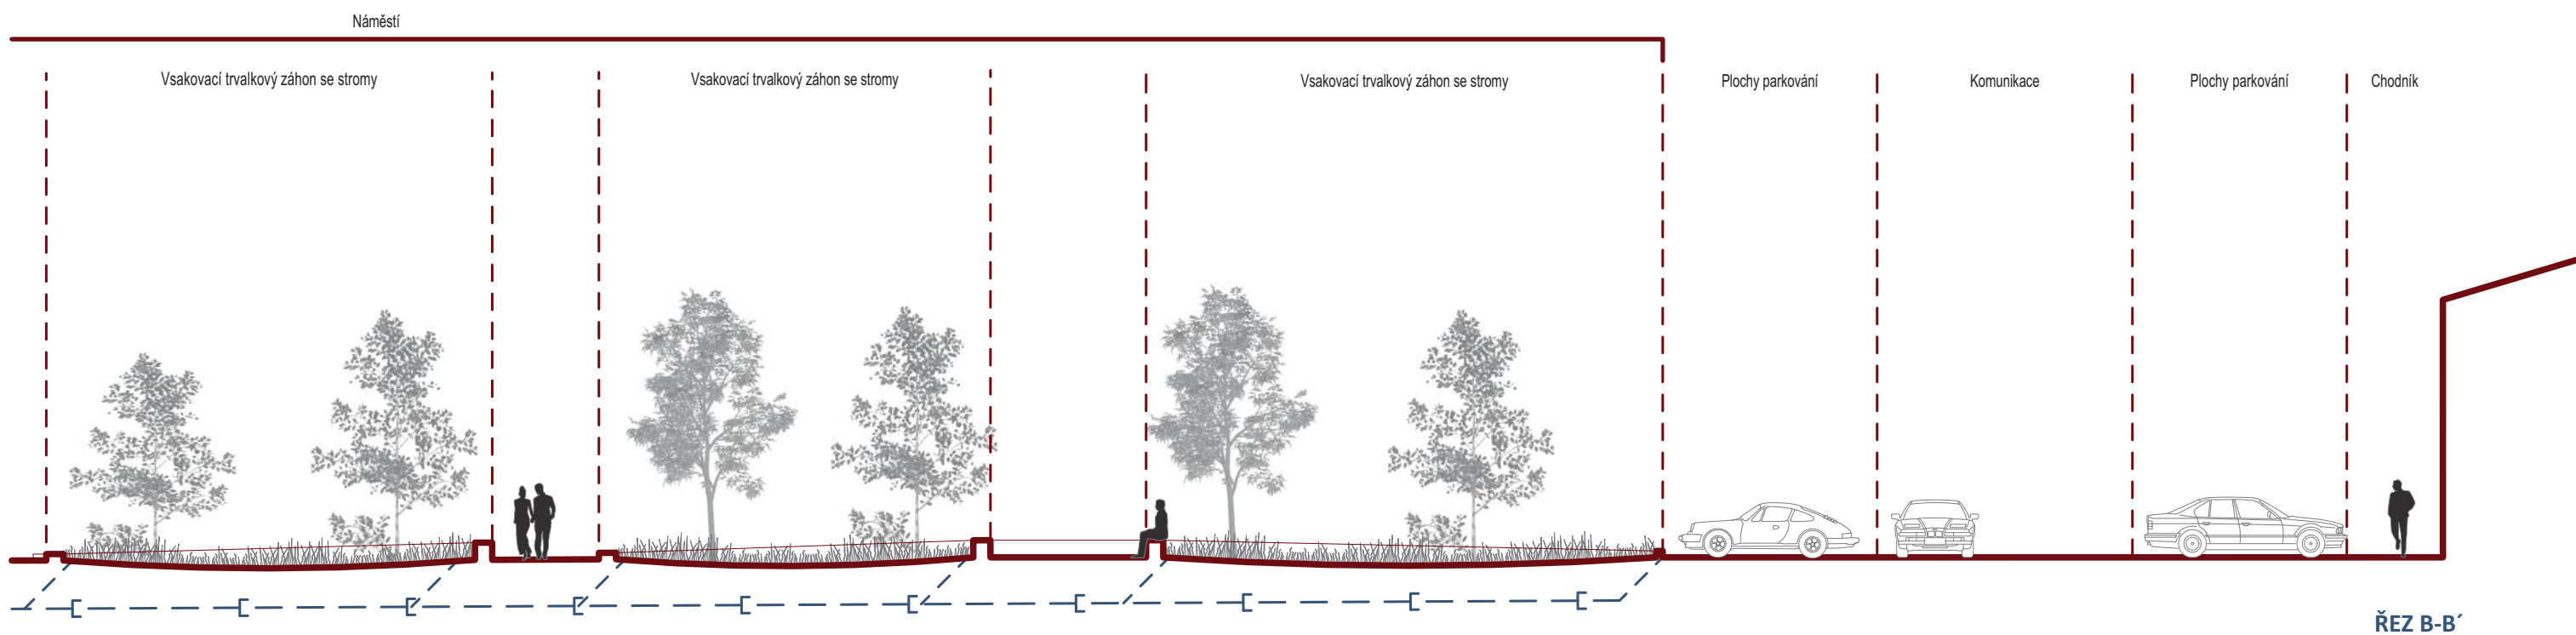 Náměstí
Vsakovací trvalkový záhon se stromy
Vsakovací trvalkový záhon se stromy
Vsakovací trvalkový záhon se stromy
Plochy parkování
Komunikace
Plochy parkování
Chodník
ŘEZ B-B´